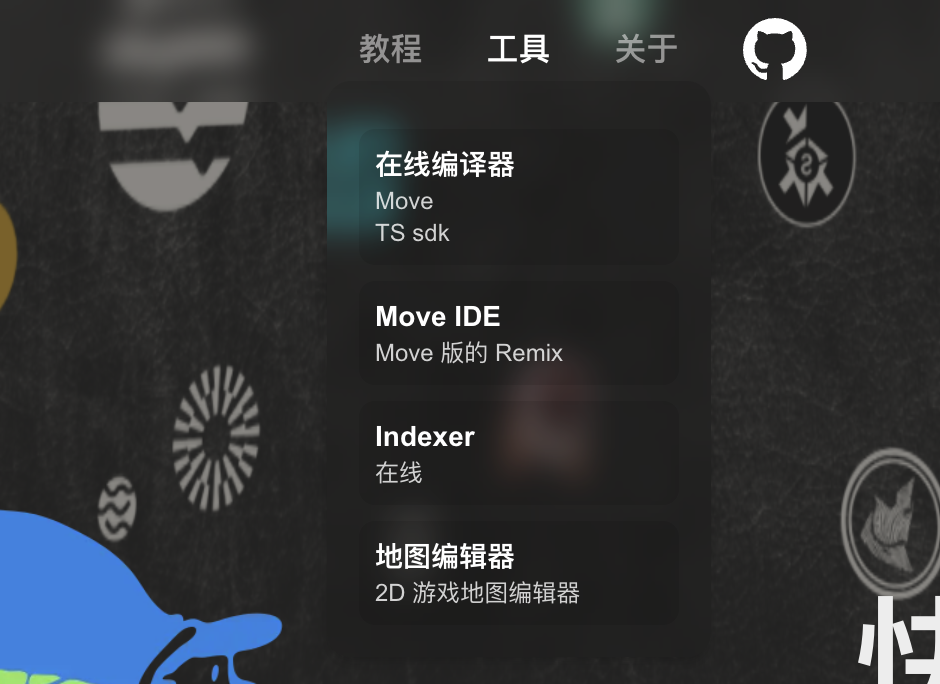 教程
工具
关于
在线编译器
Move
TS sdk
Move IDE
Move 版的 Remix
Indexer
在线
地图编辑器
2D 游戏地图编辑器